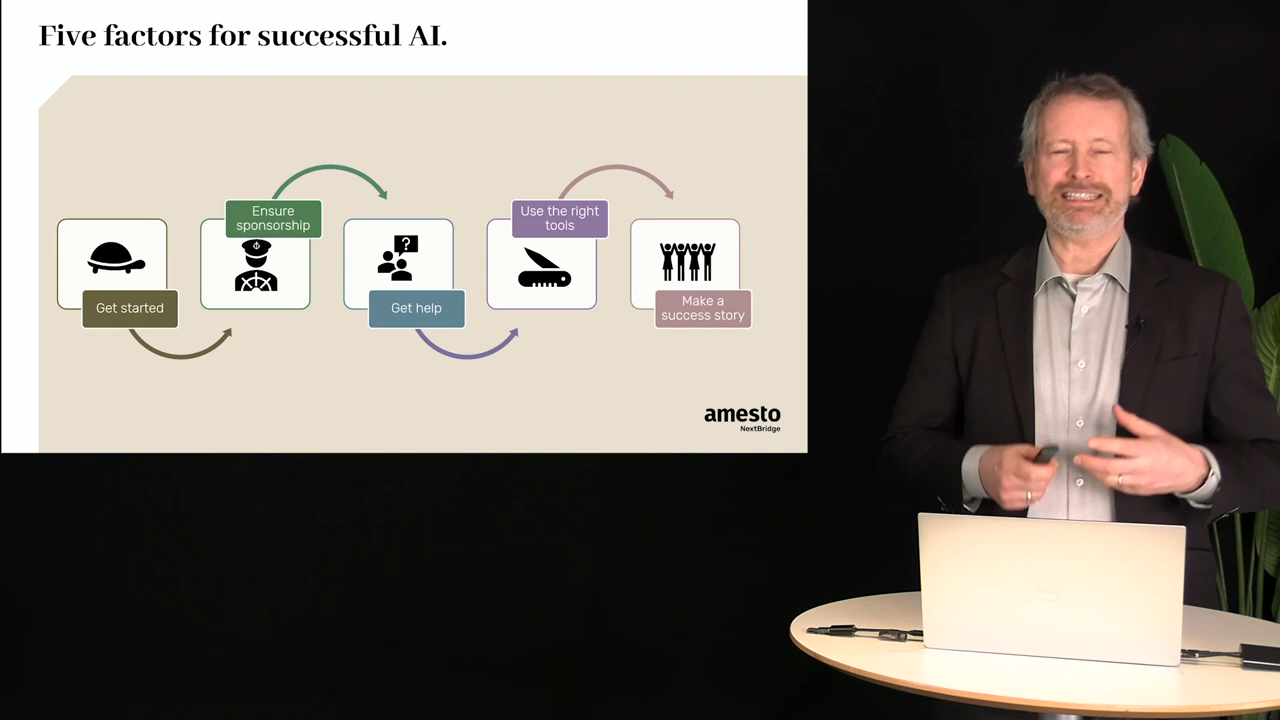 Five factors for successful AI.
Ensure
sponsorship
Use the right
tools
?
Get started
Get help
Make a
success story
amesto
NextBridge